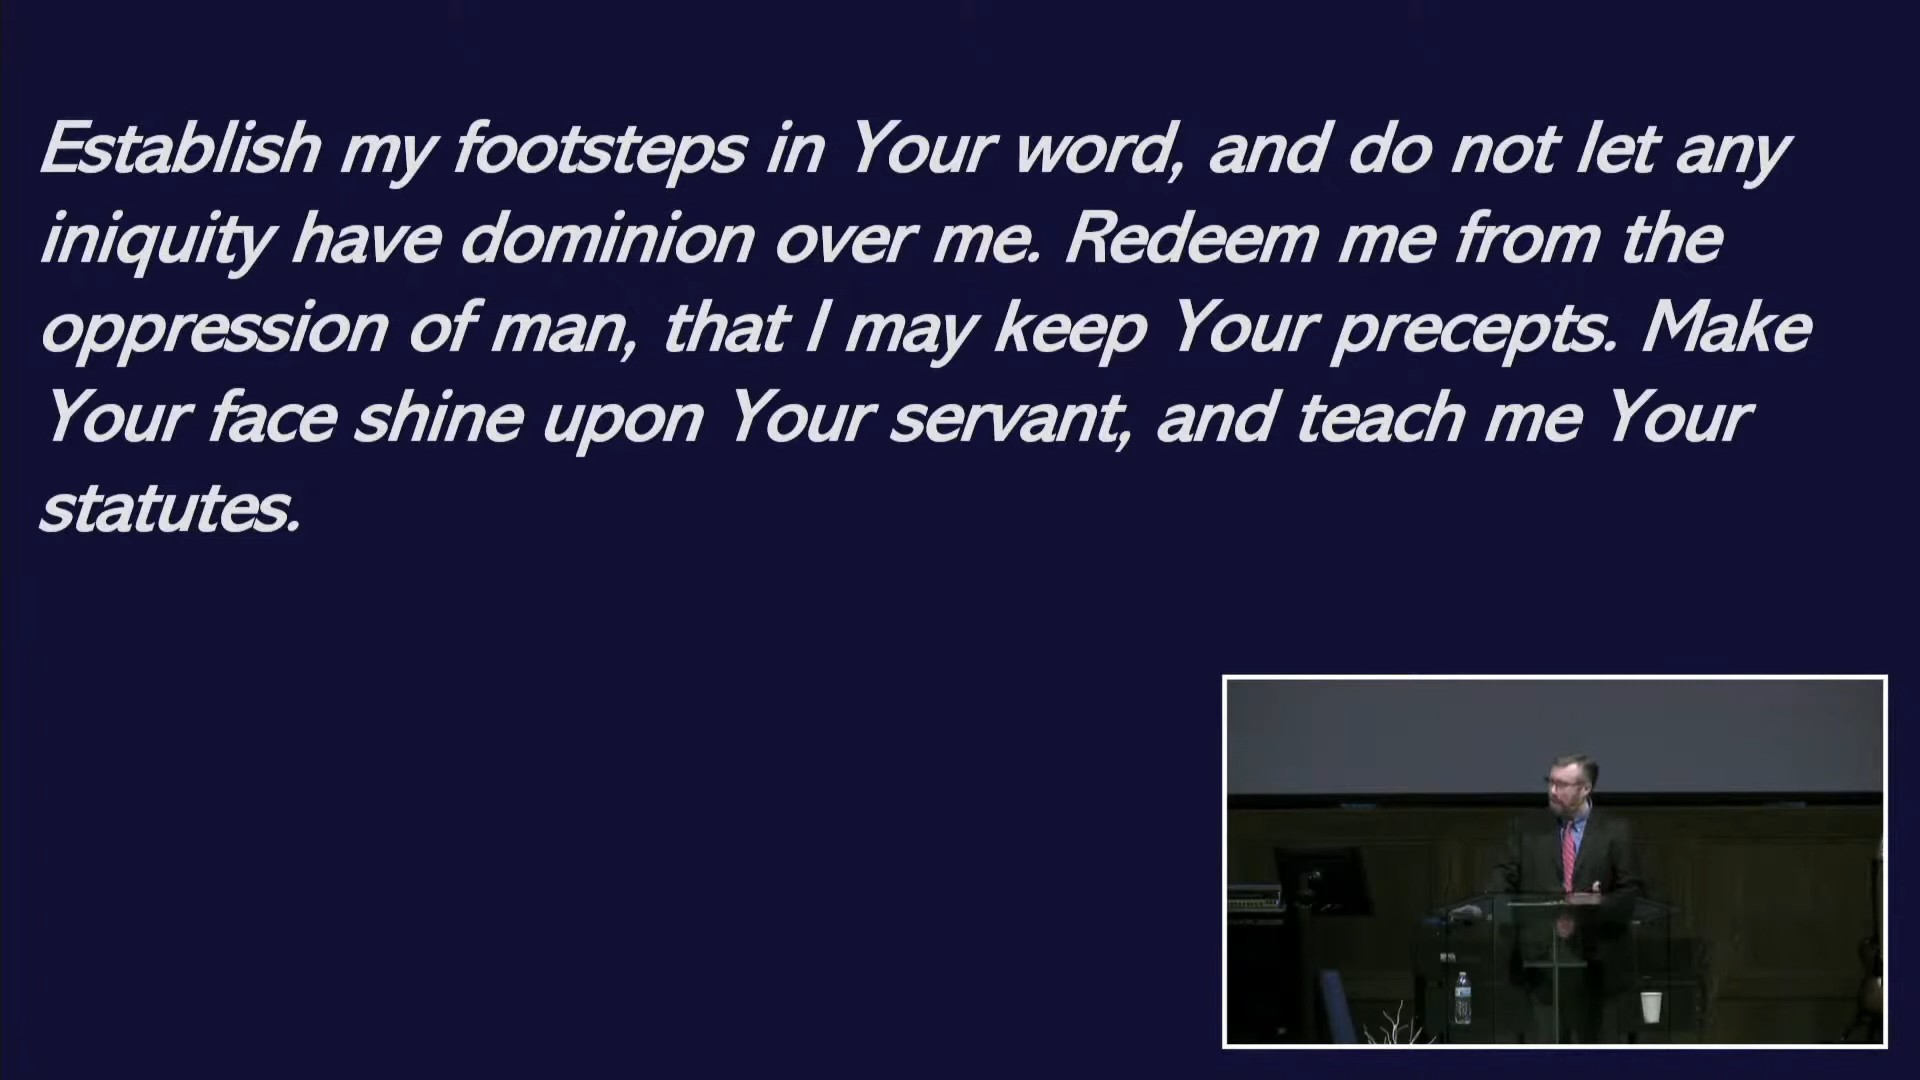 Establish my footsteps in Your word, and do not let any
iniquity have dominion over me. Redeem me from the
oppression of man, that I may keep Your precepts. Make
Your face shine upon Your servant, and teach me Your
statutes.